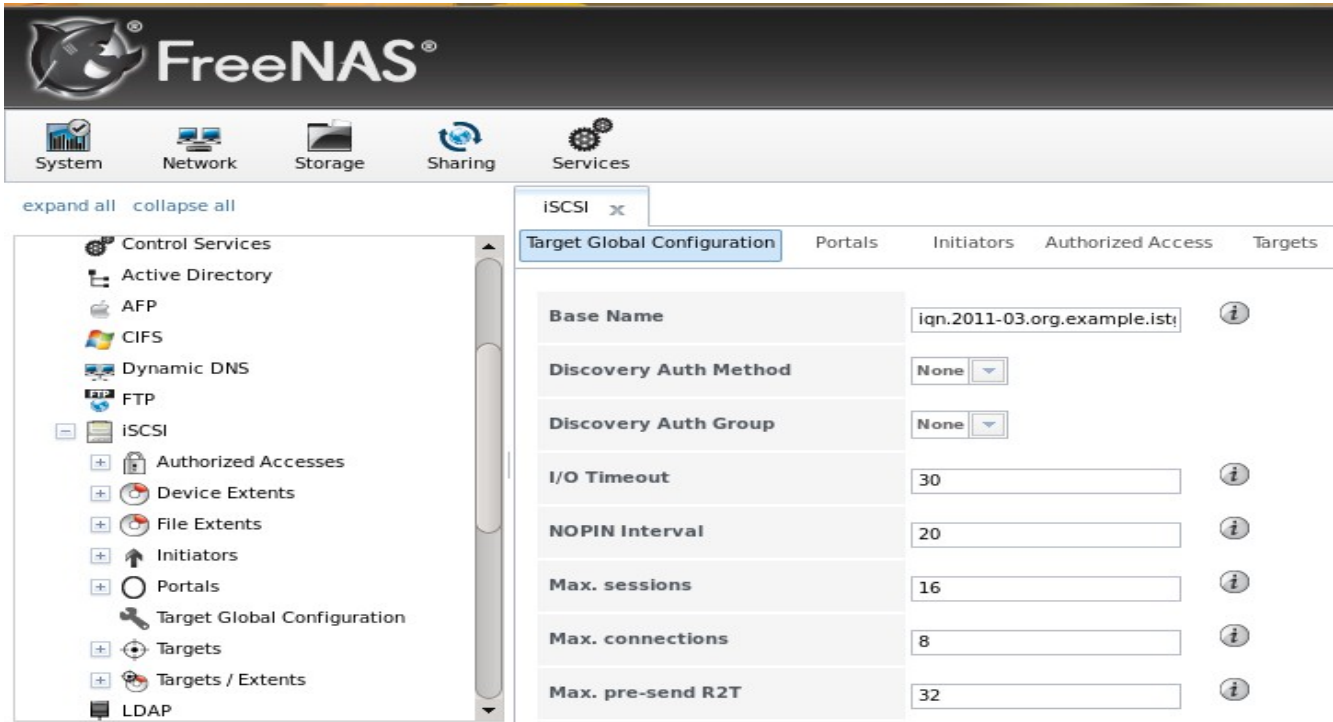 FreeNAS®
System Network Storage Sharing Services
expand all collapse all
Control Services
Active Directory
AFP
CIFS
Dynamic DNS
FTP
iSCSI
Authorized Accesses
Device Extents
File Extents
Initiators
Portals
Target Global Configuration
Targets
Targets / Extents
LDAP
iSCSI x
Target Global Configuration Portals Initiators Authorized Access Targets
Base Name iqn.2011-03.org.example.istg
Discovery Auth Method None
Discovery Auth Group None
I/O Timeout 30
NOPIN Interval 20
Max. sessions 16
Max. connections 8
Max. pre-send R2T 32